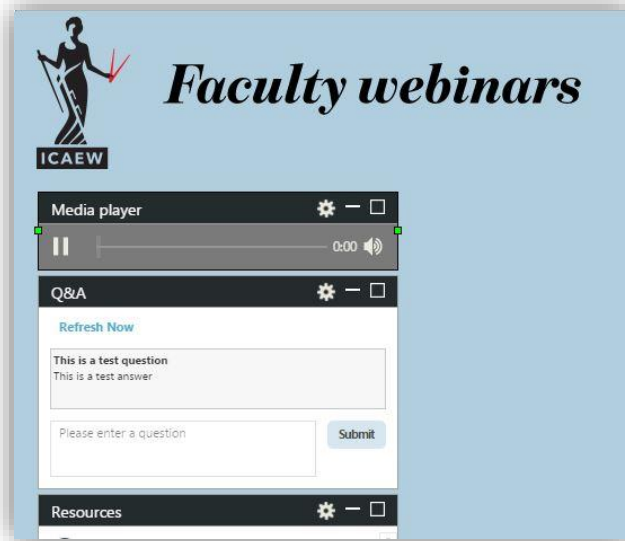 Faculty webinars
ICAEW
Media player
0:00
Q&A
Refresh Now
This is a test question
This is a test answer
Please enter a question
Submit
Resources